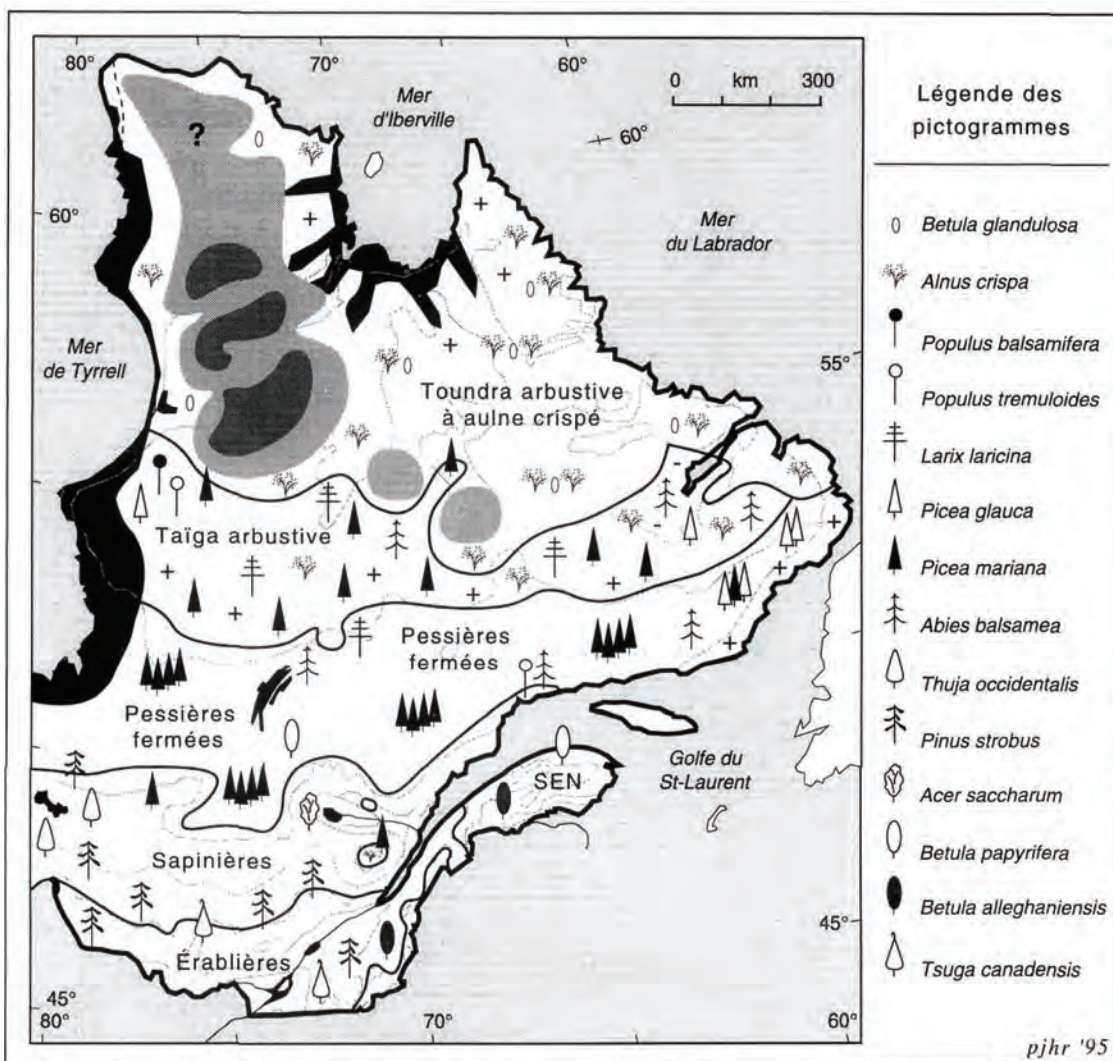 80°
70°
60°
0 km 300
Mer
d'Iberville
60°
?
60°
Mer
du Labrador
Mer
de Tyrrell
55°
Toundra arbustive
à aulne crispé
Taïga arbustive
Pessières
fermées
Pessières
fermées
SEN
Golfe du
St-Laurent
Sapinières
45°
Érablières
45°
80°
70°
60°
Légende des
pictogrammes
Betula glandulosa
Alnus crispa
Populus balsamifera
Populus tremuloides
Larix laricina
Picea glauca
Picea mariana
Abies balsamea
Thuja occidentalis
Pinus strobus
Acer saccharum
Betula papyrifera
Betula alleghaniensis
Tsuga canadensis
pjhr '95